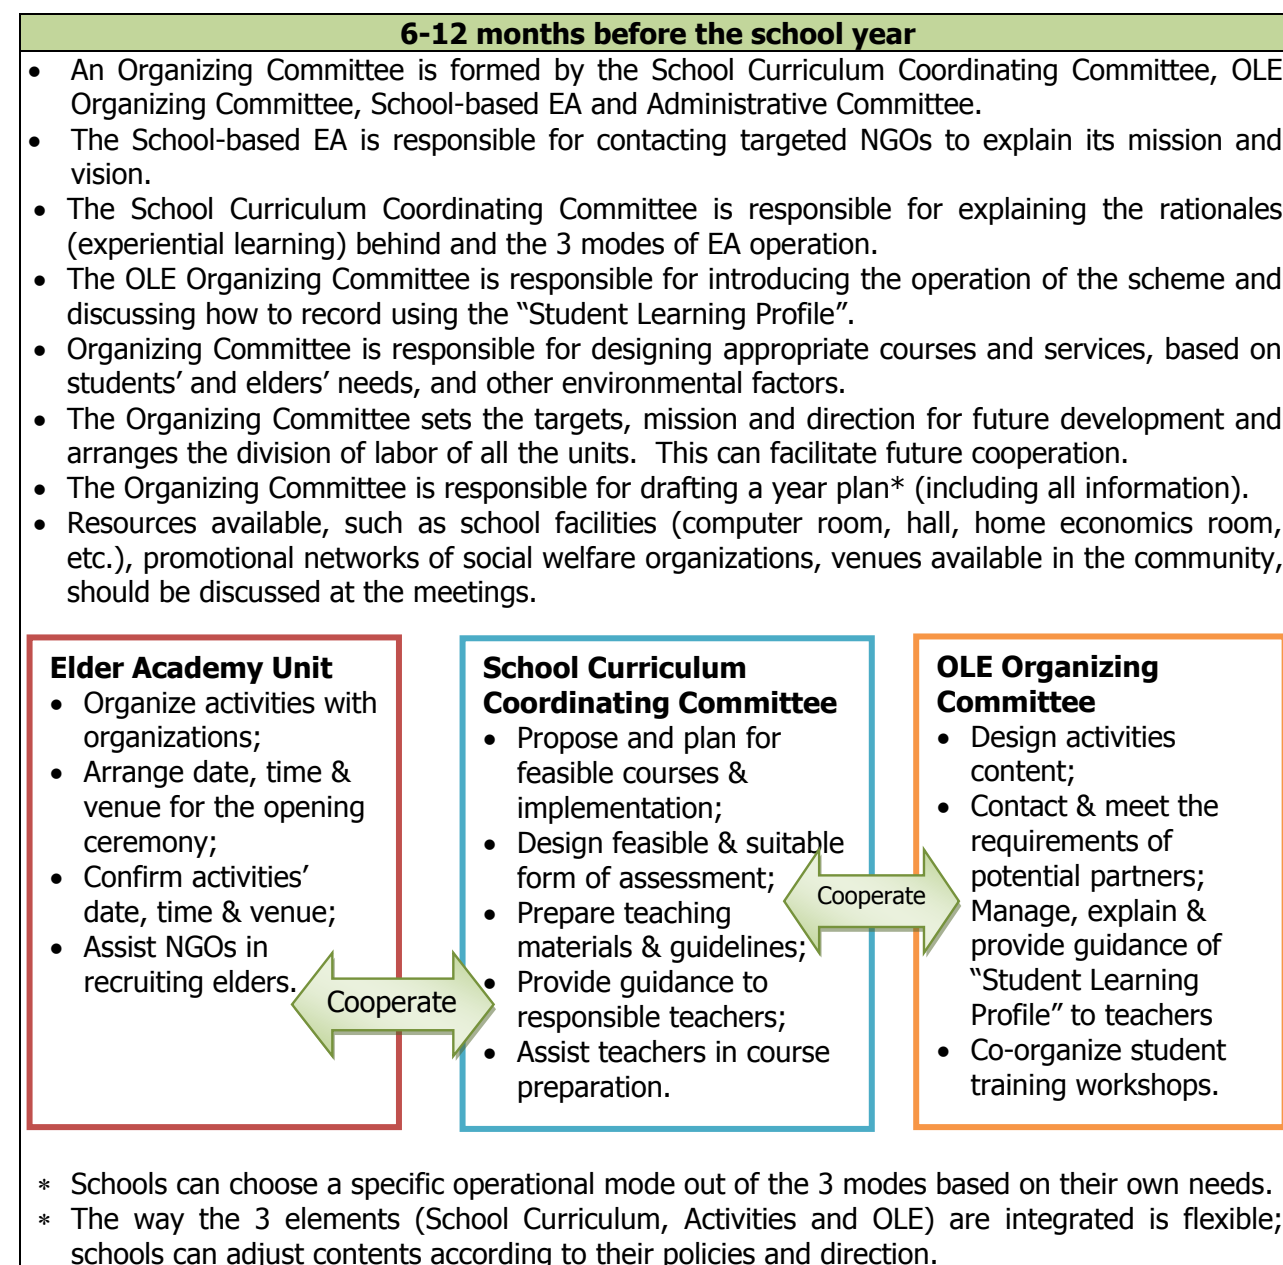 6-12 months before the school year
• An Organizing Committee is formed by the School Curriculum Coordinating Committee, OLE
Organizing Committee, School-based EA and Administrative Committee.
• The School-based EA is responsible for contacting targeted NGOs to explain its mission and
vision.
• The School Curriculum Coordinating Committee is responsible for explaining the rationales
(experiential learning) behind and the 3 modes of EA operation.
• The OLE Organizing Committee is responsible for introducing the operation of the scheme and
discussing how to record using the “Student Learning Profile”.
• Organizing Committee is responsible for designing appropriate courses and services, based on
students’ and elders’ needs, and other environmental factors.
• The Organizing Committee sets the targets, mission and direction for future development and
arranges the division of labor of all the units.  This can facilitate future cooperation.
• The Organizing Committee is responsible for drafting a year plan* (including all information).
• Resources available, such as school facilities (computer room, hall, home economics room,
etc.), promotional networks of social welfare organizations, venues available in the community,
should be discussed at the meetings.
Elder Academy Unit
• Organize activities with
organizations;
• Arrange date, time &
venue for the opening
ceremony;
• Confirm activities’
date, time & venue;
• Assist NGOs in
recruiting elders.
Cooperate
School Curriculum
Coordinating Committee
• Propose and plan for
feasible courses &
implementation;
• Design feasible & suitable
form of assessment;
• Prepare teaching
materials & guidelines;
• Provide guidance to
responsible teachers;
• Assist teachers in course
preparation.
Cooperate
OLE Organizing
Committee
• Design activities
content;
• Contact & meet the
requirements of
potential partners;
Manage, explain &
provide guidance of
“Student Learning
Profile” to teachers
• Co-organize student
training workshops.
* Schools can choose a specific operational mode out of the 3 modes based on their own needs.
* The way the 3 elements (School Curriculum, Activities and OLE) are integrated is flexible;
schools can adjust contents according to their policies and direction.